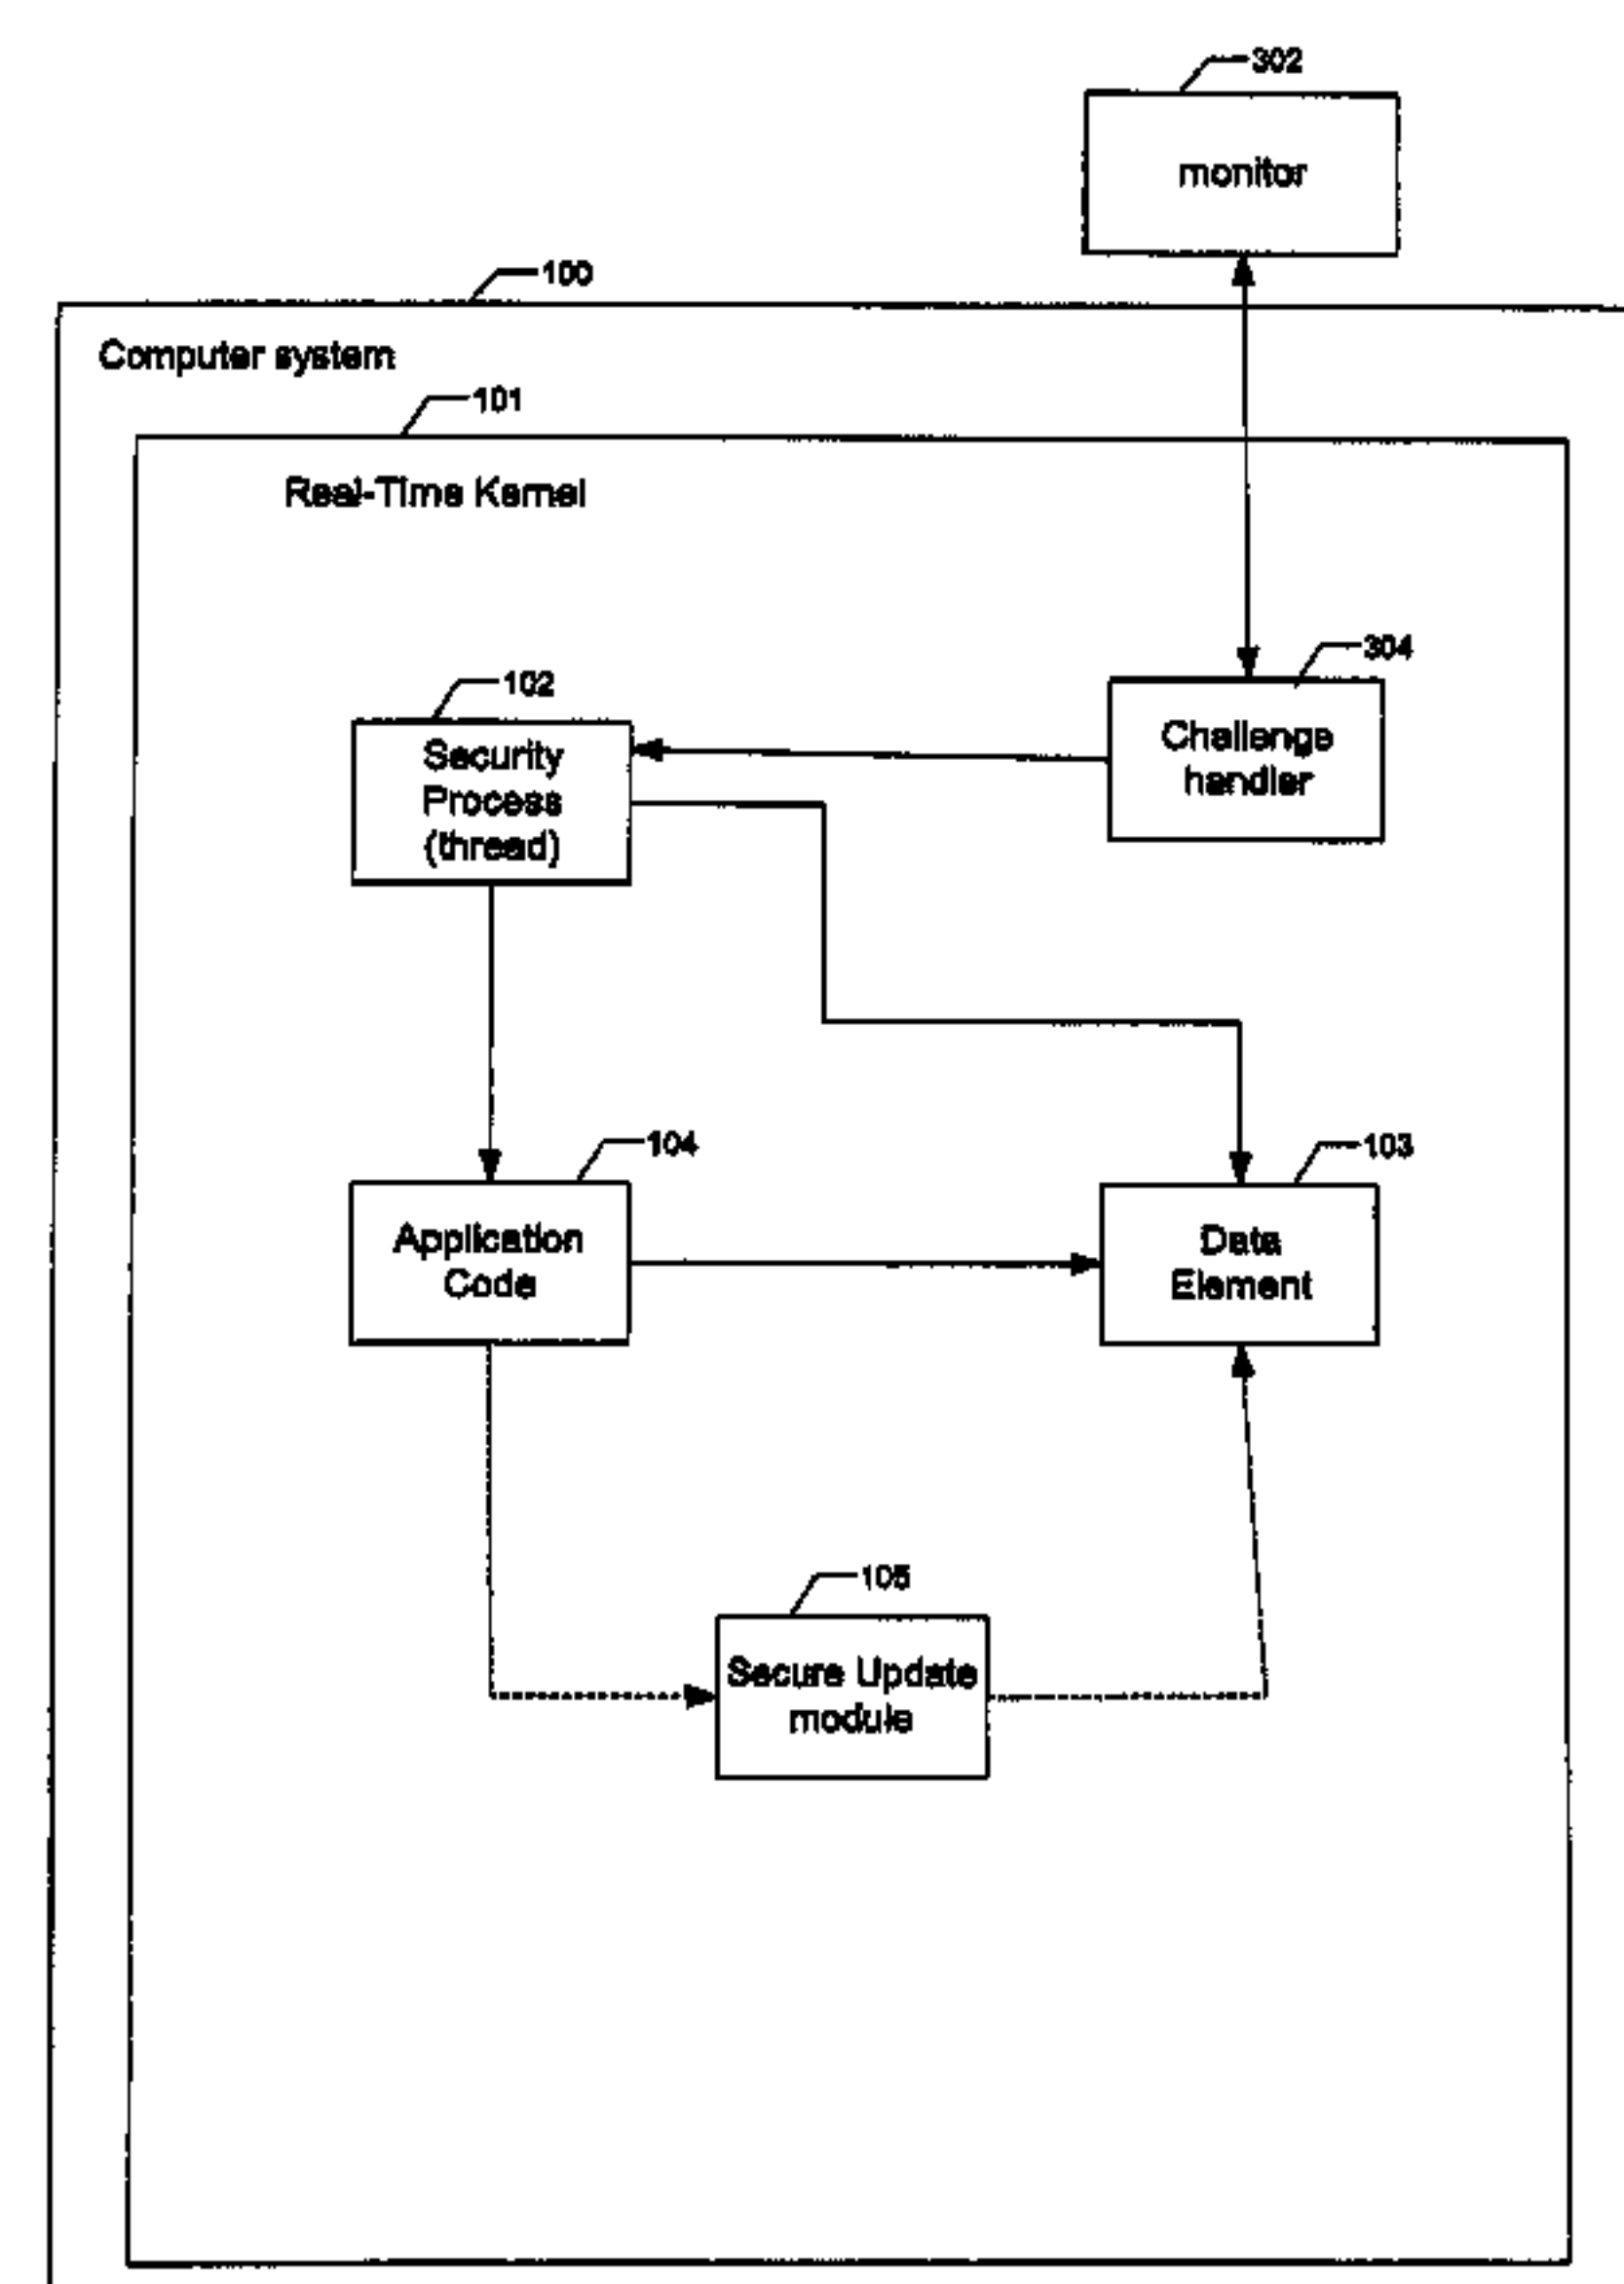 302
monitor
100
Computer system
101
Real-Time Kernel
304
102
Challenge
handler
Security
Process
(thread)
104
103
Application
Code
Data
Element
105
Secure Update
module